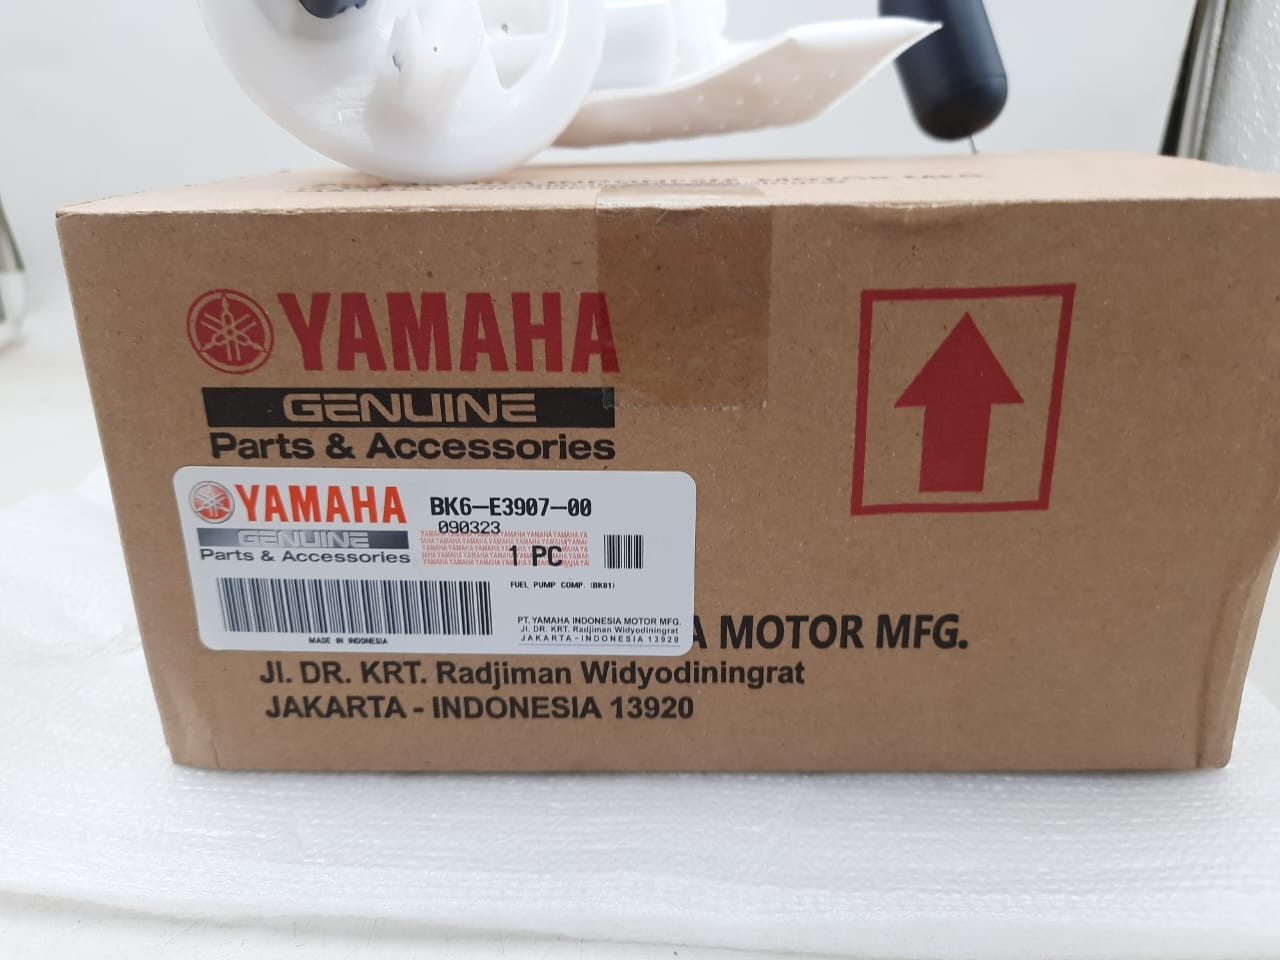 YAMAHA
GENUINE
Parts & Accessories
YAMAHA
GENUINE
Parts & Accessories
BK6-E3907-00
090323
1 PC
FUEL PUMP COMP. (BK81)
MADE IN INDONESIA
PT. YAMAHA INDONESIA MOTOR MFG.
Jl. DR. KRT. Radjiman Widyodiningrat
JAKARTA - INDONESIA 13920
A MOTOR MFG.
Jl. DR. KRT. Radjiman Widyodiningrat
JAKARTA - INDONESIA 13920